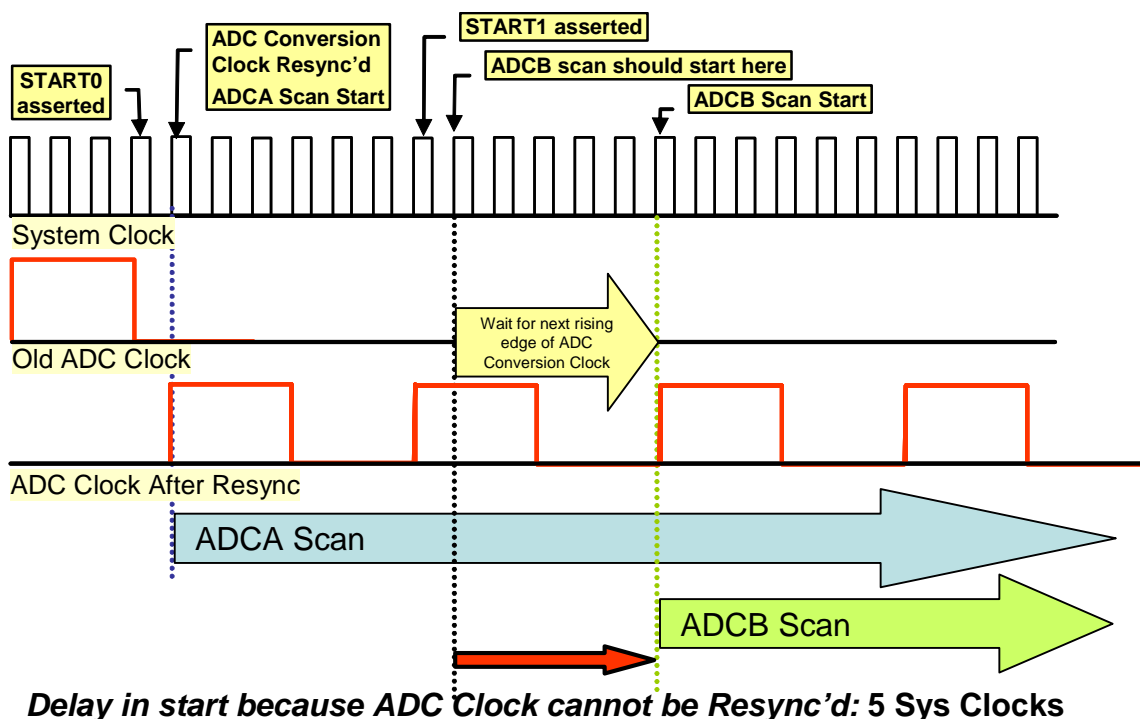 START0
asserted
ADC Conversion
Clock Resync’d
ADCA Scan Start
START1 asserted
ADCB scan should start here
ADCB Scan Start
System Clock
Wait for next rising
edge of ADC
Conversion Clock
Old ADC Clock
ADC Clock After Resync
ADCA Scan
ADCB Scan
Delay in start because ADC Clock cannot be Resync’d: 5 Sys Clocks